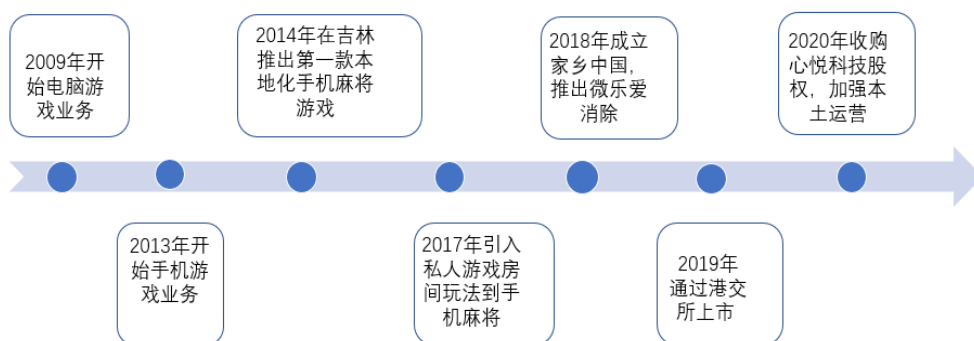 2009年开
始电脑游
戏业务
2013年开
始手机游
戏业务
2014年在吉林
推出第一款本
地化手机麻将
游戏
2017年引入
私人游戏房
间玩法到手
机麻将
2018年成立
家乡中国，
推出微乐爱
消除
2019年
通过港交
所上市
2020年收购
心悦科技股
权，加强本
土运营